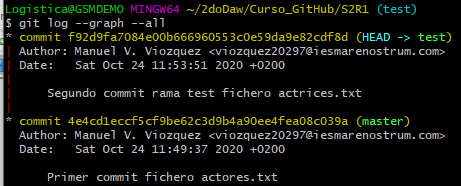 Logistica@GSMDEMO MINGW64 ~/2doDaw/Curso_GitHub/S2R1 (test)
$ git log --graph --all
* commit f92d9fa7084e00b666960553c0e59da9e82cdf8d (HEAD -> test)
| Author: Manuel V. Viozquez <viozquez20297@iesmarenostrum.com>
| Date:   Sat Oct 24 11:53:51 2020 +0200
|
|     Segundo commit rama test fichero actrices.txt
|
* commit 4e4cd1eccf5cf9be62c3d9b4a90ee4fea08c039a (master)
  Author: Manuel V. Viozquez <viozquez20297@iesmarenostrum.com>
  Date:   Sat Oct 24 11:49:37 2020 +0200

      Primer commit fichero actores.txt